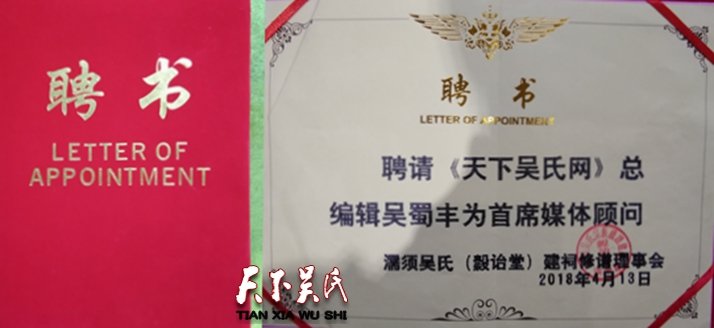 聘书
LETTER OF
APPOINTMENT
聘 书
LETTER OF APPOINTMENT
聘请《天下吴氏网》总
编辑吴蜀丰为首席媒体顾问
濡须吴氏（毅诒堂）建祠修谱理事会
2018年4月13日
天下吴氏
TIAN XIA WU SHI